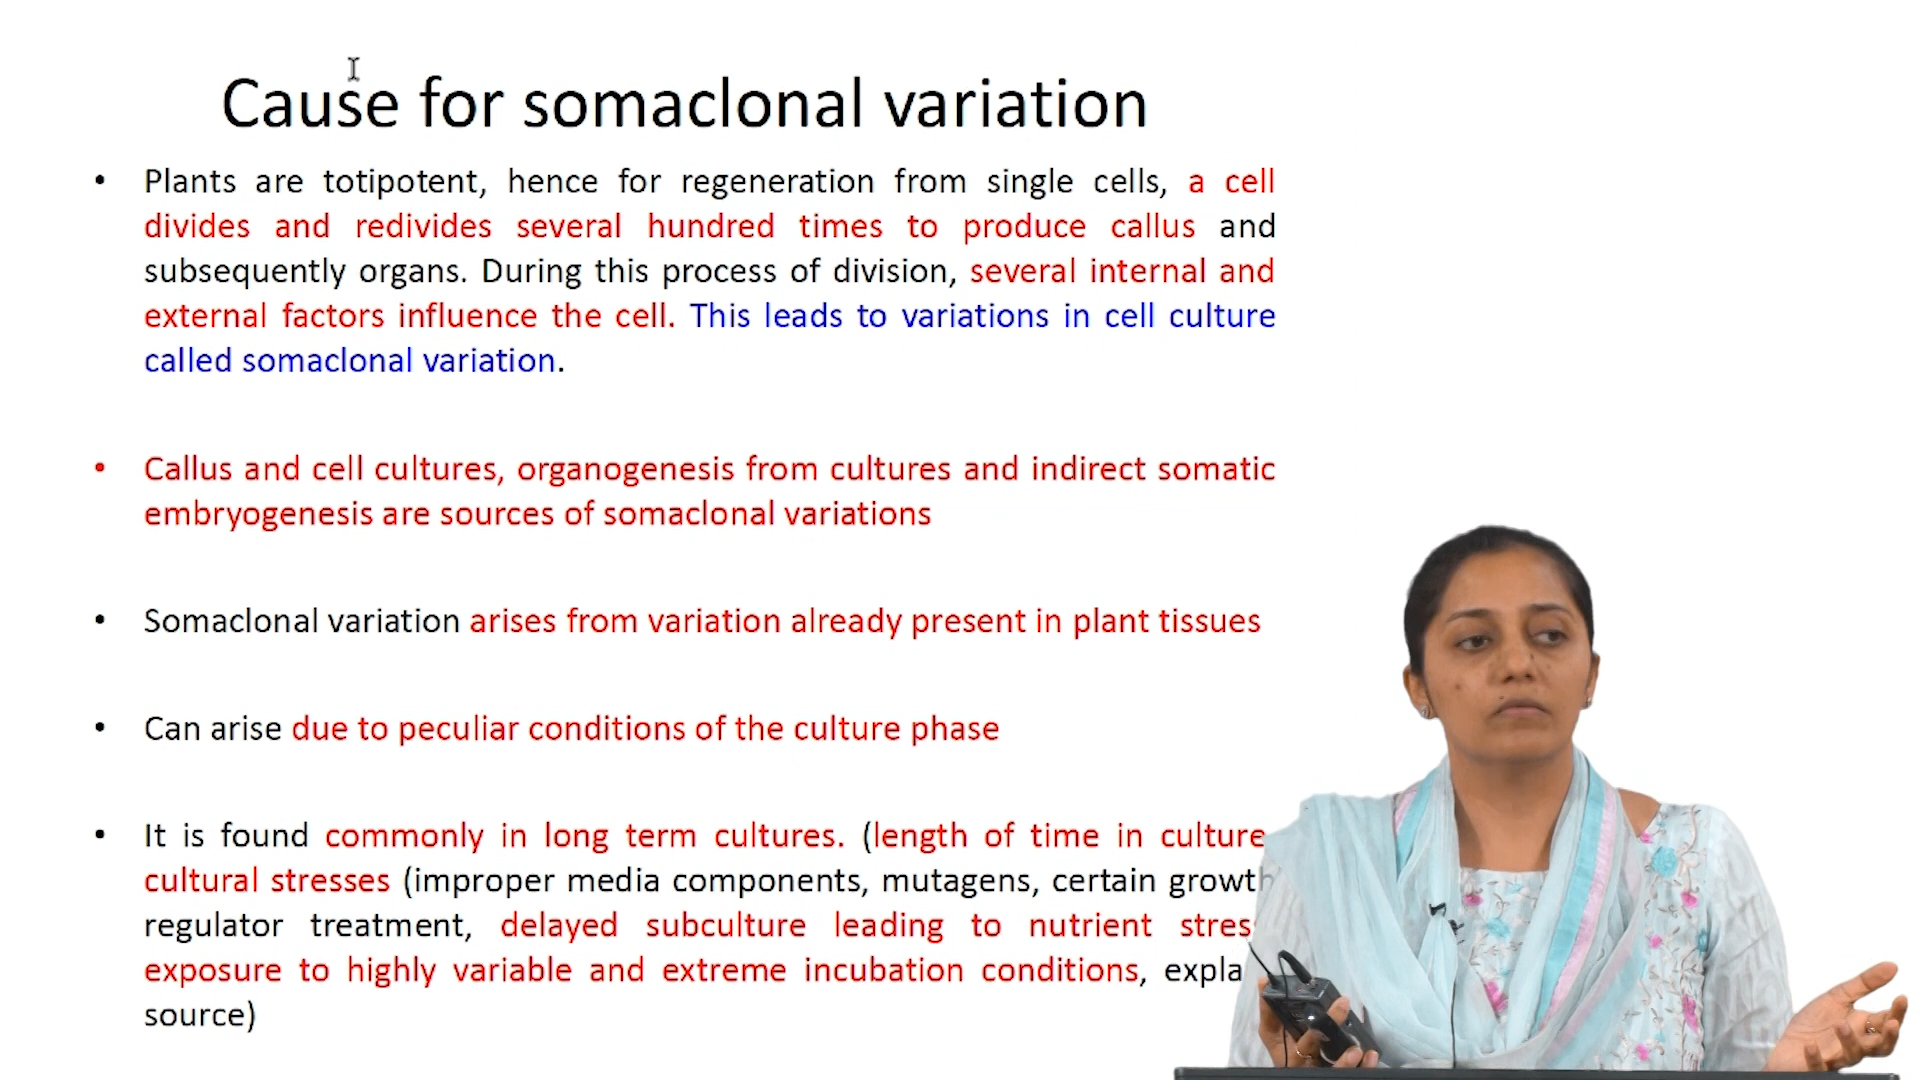 Cause for somaclonal variation
• Plants are totipotent, hence for regeneration from single cells, a cell
divides and redivides several hundred times to produce callus and
subsequently organs. During this process of division, several internal and
external factors influence the cell. This leads to variations in cell culture
called somaclonal variation.
• Callus and cell cultures, organogenesis from cultures and indirect somatic
embryogenesis are sources of somaclonal variations
• Somaclonal variation arises from variation already present in plant tissues
• Can arise due to peculiar conditions of the culture phase
• It is found commonly in long term cultures. (length of time in culture
cultural stresses (improper media components, mutagens, certain growth
regulator treatment, delayed subculture leading to nutrient
exposure to highly variable and extreme incubation conditions,
source)